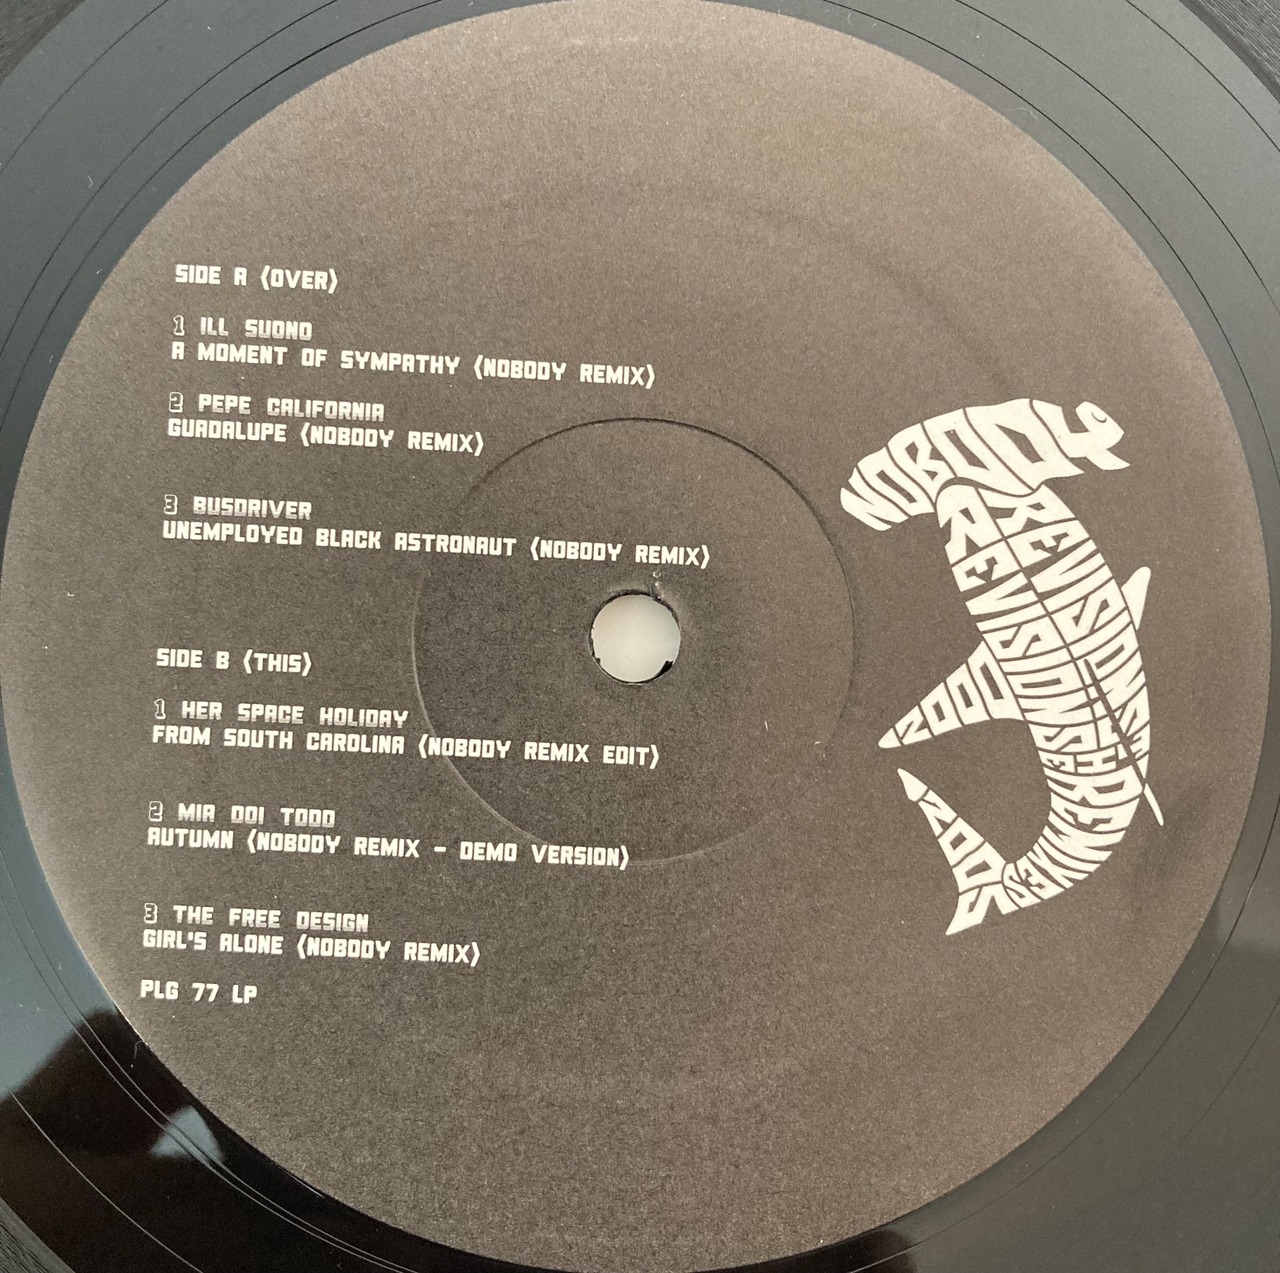 SIDE A (OVER)
1 ILL SUONO
A MOMENT OF SYMPATHY (NOBODY REMIX)
2 PEPE CALIFORNIA
GUADALUPE (NOBODY REMIX)
3 BUSDRIVER
UNEMPLOYED BLACK ASTRONAUT (NOBODY REMIX)
SIDE B (THIS)
1 HER SPACE HOLIDAY
FROM SOUTH CAROLINA (NOBODY REMIX EDIT)
2 MIA DOI TODD
AUTUMN (NOBODY REMIX - DEMO VERSION)
3 THE FREE DESIGN
GIRL'S ALONE (NOBODY REMIX)
PLG 77 LP
NOBODY
REVISIONS
REVISIONS
REMIXES